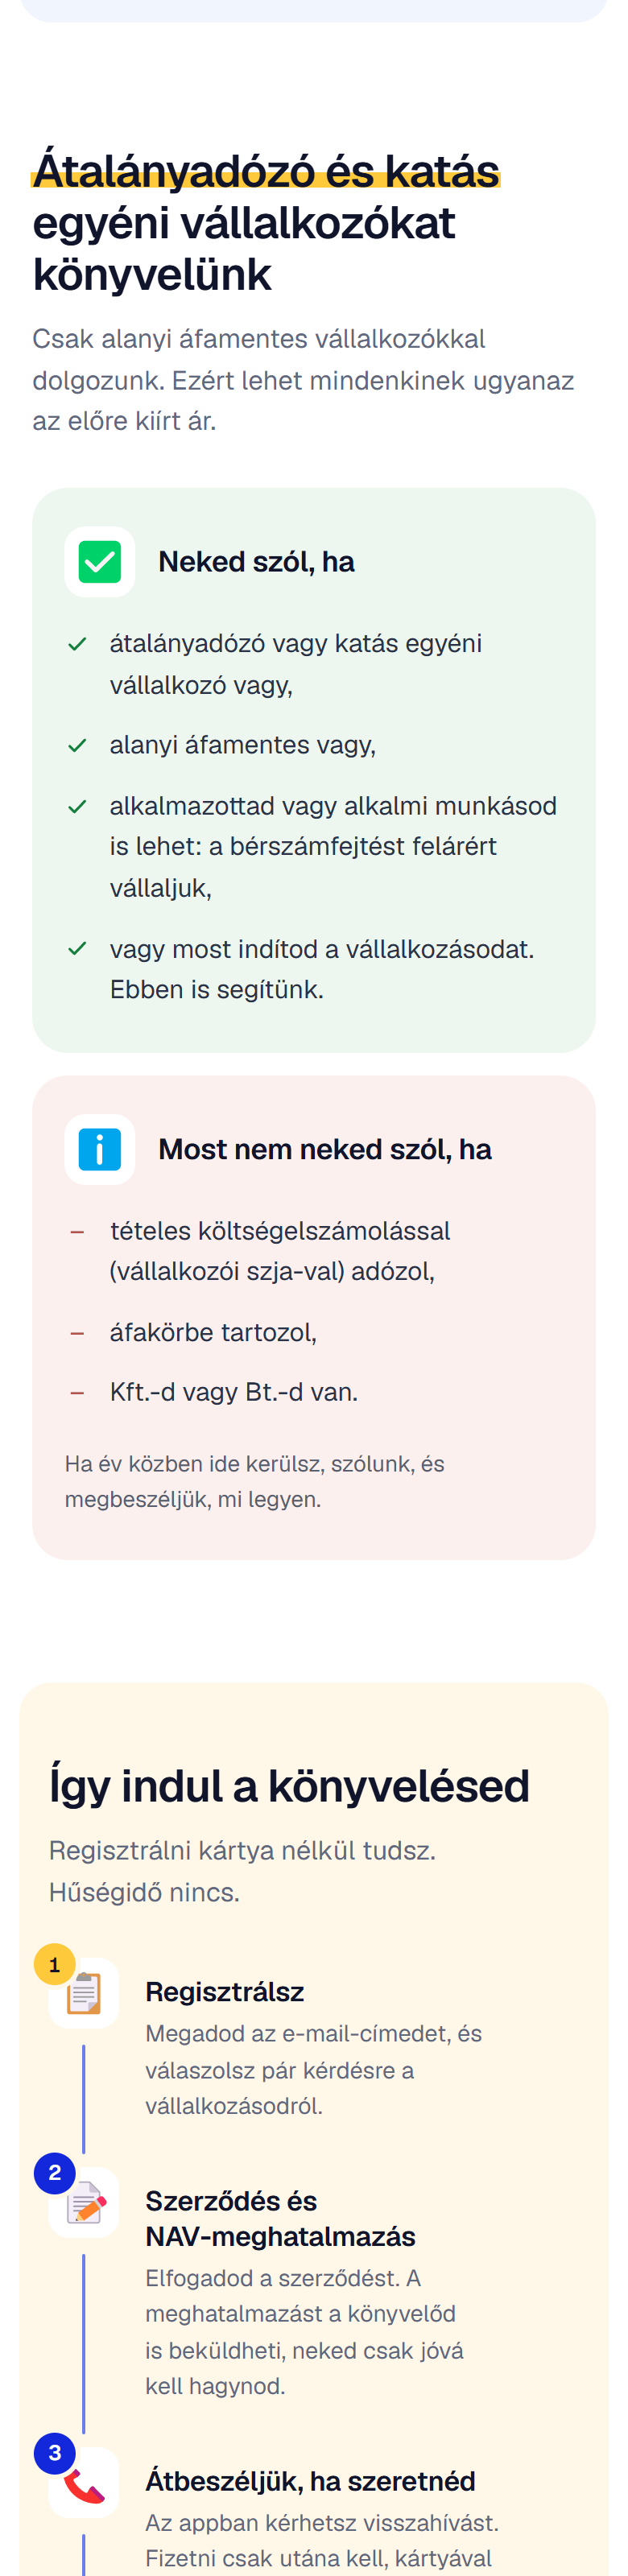 Átalányadózó és katás
egyéni vállalkozókat
könyvelünk
Csak alanyi áfamentes vállalkozókkal
dolgozunk. Ezért lehet mindenkinek ugyanaz
az előre kiírt ár.
Neked szól, ha
átalányadózó vagy katás egyéni
vállalkozó vagy,
alanyi áfamentes vagy,
alkalmazottad vagy alkalmi munkásod
is lehet: a bérszámfejtést felárért
vállaljuk,
vagy most indítod a vállalkozásodat.
Ebben is segítünk.
Most nem neked szól, ha
– tételes költségelszámolással
(vállalkozói szja-val) adózol,
– áfakörbe tartozol,
– Kft.-d vagy Bt.-d van.
Ha év közben ide kerülsz, szólunk, és
megbeszéljük, mi legyen.
Így indul a könyvelésed
Regisztrálni kártya nélkül tudsz.
Hűségidő nincs.
1
Regisztrálsz
Megadod az e-mail-címedet, és
válaszolsz pár kérdésre a
vállalkozásodról.
2
Szerződés és
NAV-meghatalmazás
Elfogadod a szerződést. A
meghatalmazást a könyvelőd
is beküldheti, neked csak jóvá
kell hagynod.
3
Átbeszéljük, ha szeretnéd
Az appban kérhetsz visszahívást.
Fizetni csak utána kell, kártyával